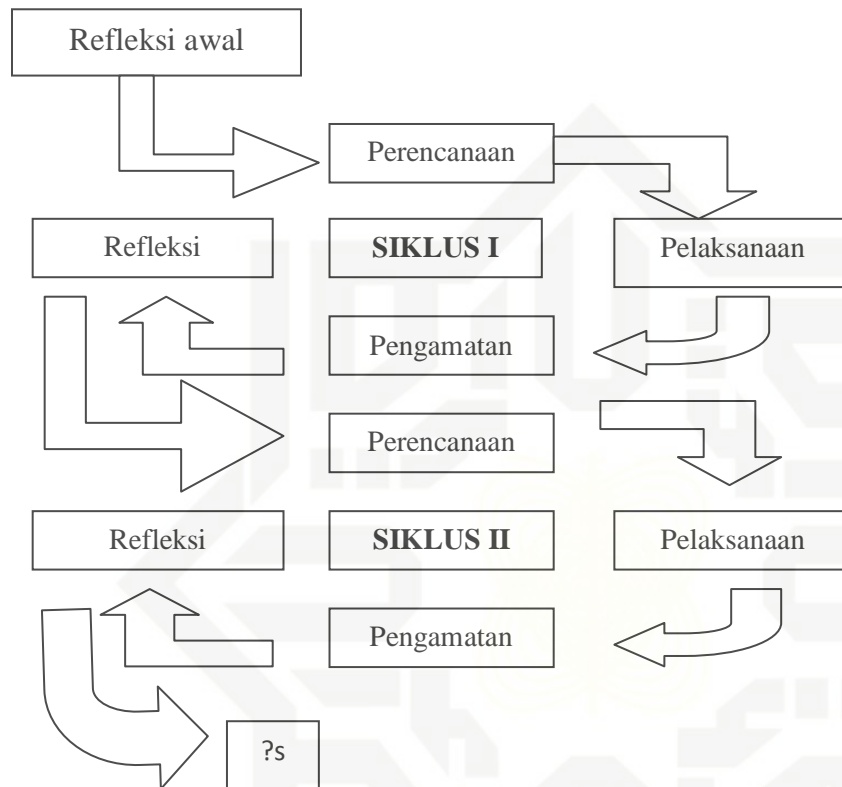 Refleksi awal
Perencanaan
Refleksi
SIKLUS I
Pelaksanaan
Pengamatan
Perencanaan
Refleksi
SIKLUS II
Pelaksanaan
Pengamatan
?s